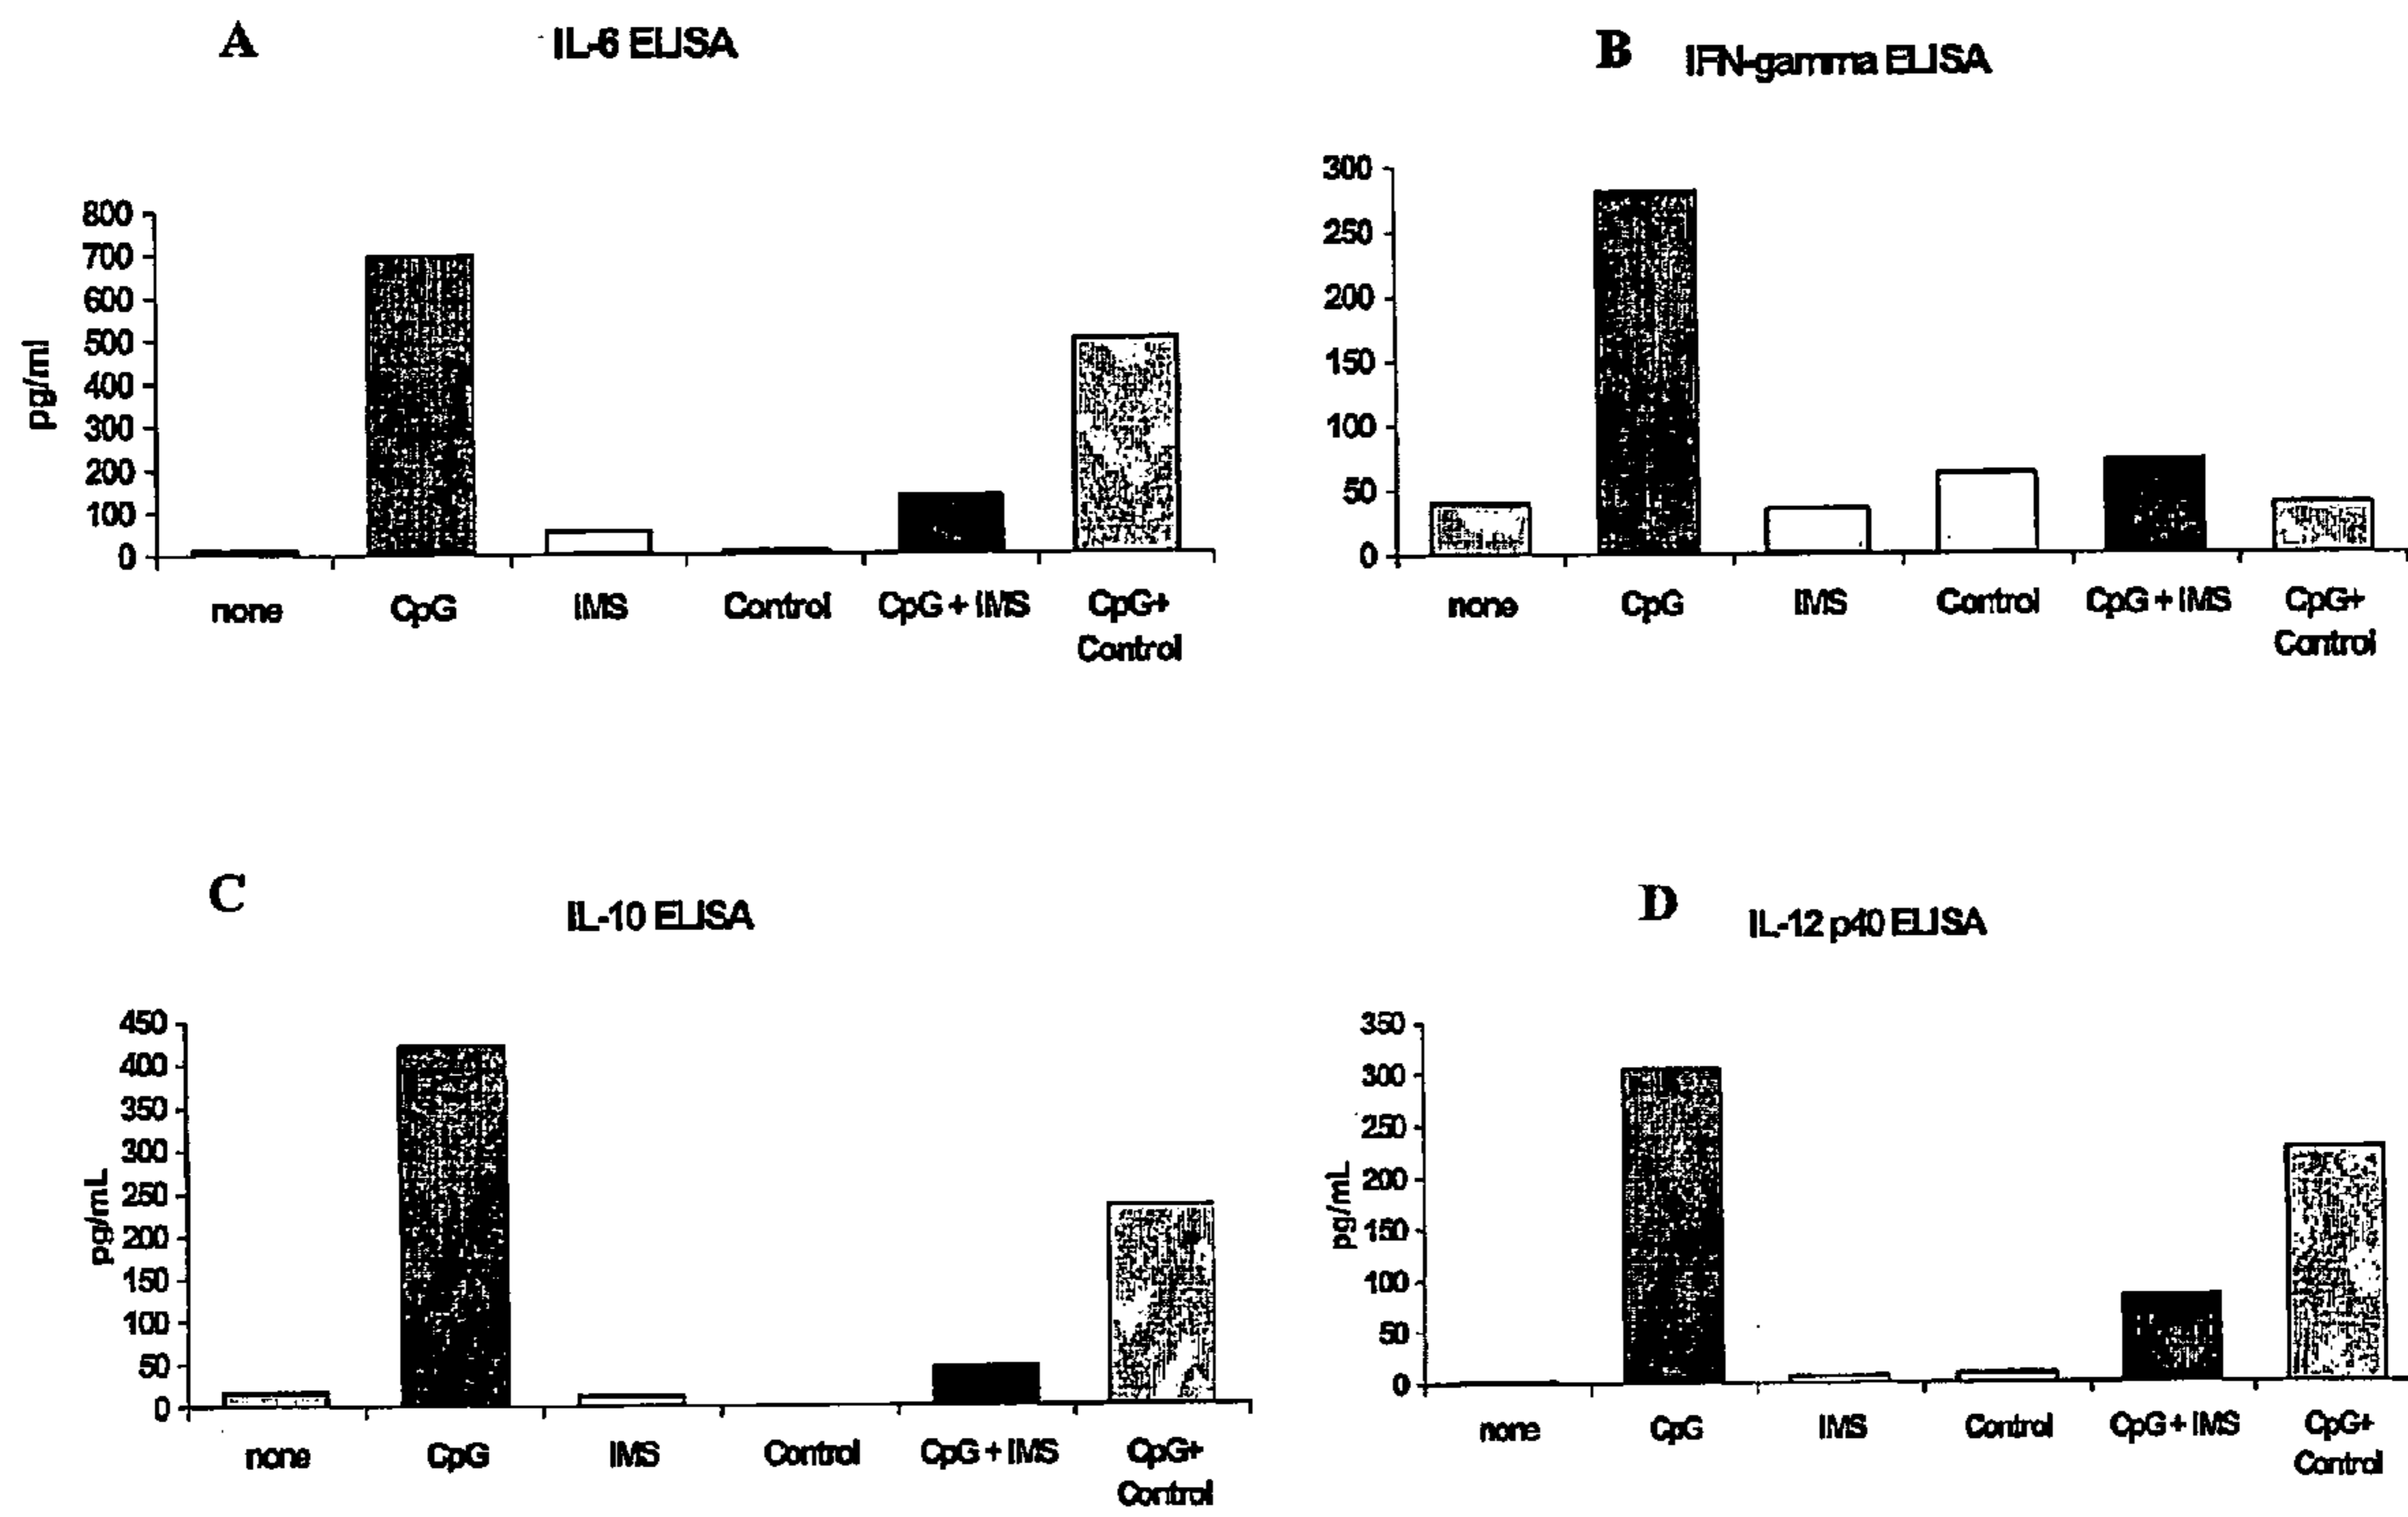 A
IL-6 ELISA
pg/ml
800
700
600
500
400
300
200
100
0
none
CpG
IMS
Control
CpG + IMS
CpG+
Control
B
IFN-gamma ELISA
300
250
200
150
100
50
0
none
CpG
IMS
Control
CpG + IMS
CpG+
Control
C
IL-10 ELISA
pg/mL
450
400
350
300
250
200
150
100
50
0
none
CpG
IMS
Control
CpG + IMS
CpG+
Control
D
IL-12 p40 ELISA
pg/mL
350
300
250
200
150
100
50
0
none
CpG
IMS
Control
CpG + IMS
CpG+
Control